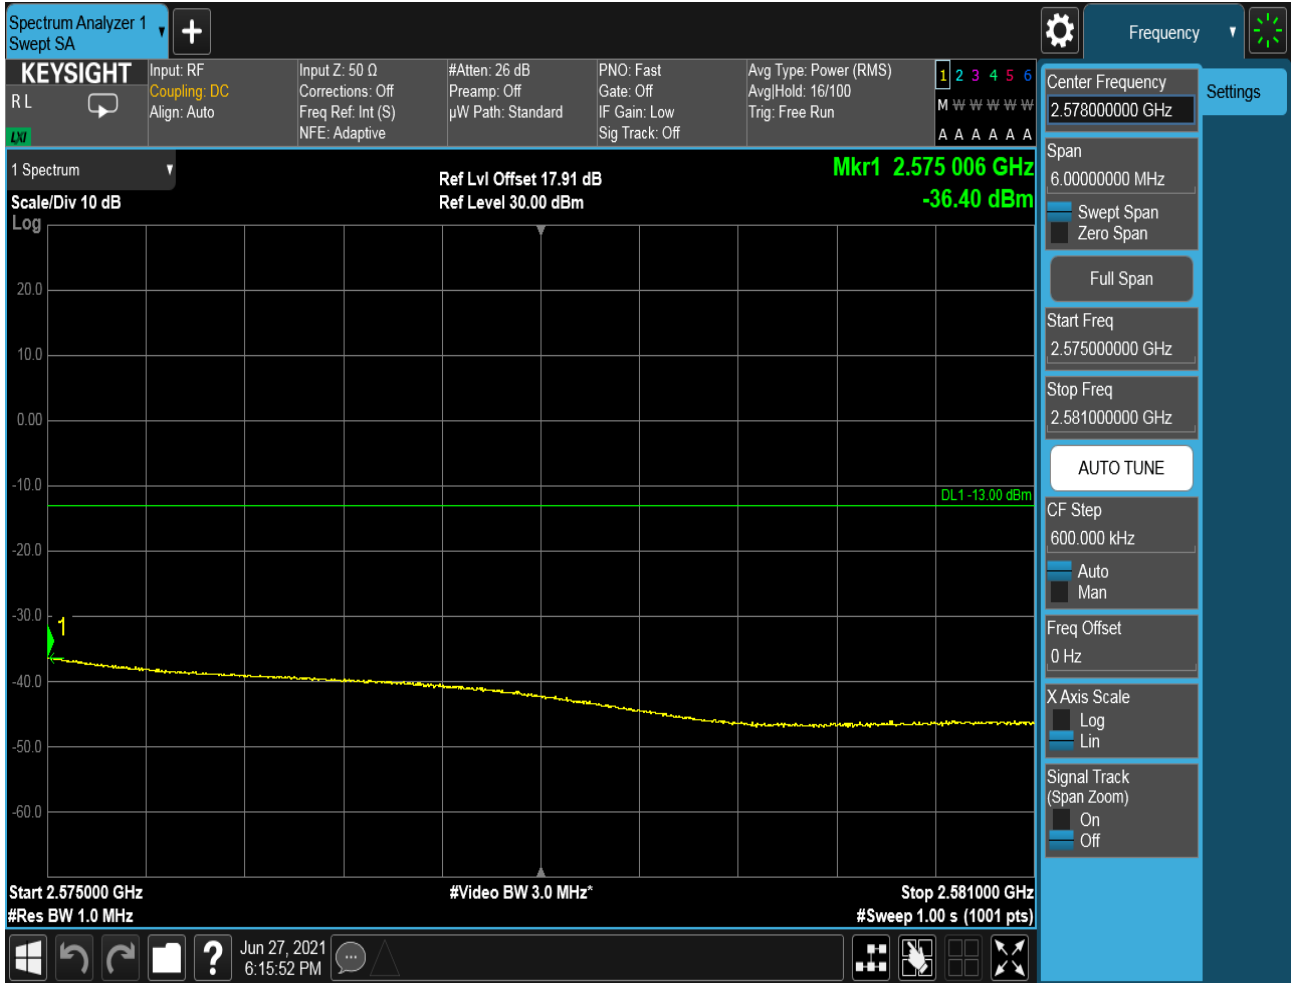 Spectrum Analyzer 1
Swept SA
Frequency
KEYSIGHT
R L
LXI
Input: RF
Coupling: DC
Align: Auto
Input Z: 50 Ω
Corrections: Off
Freq Ref: Int (S)
NFE: Adaptive
#Atten: 26 dB
Preamp: Off
µW Path: Standard
PNO: Fast
Gate: Off
IF Gain: Low
Sig Track: Off
Avg Type: Power (RMS)
Avg|Hold: 16/100
Trig: Free Run
1 2 3 4 5 6
M W W W W W
A A A A A A
1 Spectrum
Scale/Div 10 dB
Log
Ref Lvl Offset 17.91 dB
Ref Level 30.00 dBm
Mkr1 2.575 006 GHz
-36.40 dBm
20.0
10.0
0.00
-10.0
DL1 -13.00 dBm
-20.0
-30.0
1
-40.0
-50.0
-60.0
Start 2.575000 GHz
#Res BW 1.0 MHz
#Video BW 3.0 MHz*
Stop 2.581000 GHz
#Sweep 1.00 s (1001 pts)
Jun 27, 2021
6:15:52 PM
Center Frequency
2.578000000 GHz
Settings
Span
6.00000000 MHz
Swept Span
Zero Span
Full Span
Start Freq
2.575000000 GHz
Stop Freq
2.581000000 GHz
AUTO TUNE
CF Step
600.000 kHz
Auto
Man
Freq Offset
0 Hz
X Axis Scale
Log
Lin
Signal Track
(Span Zoom)
On
Off